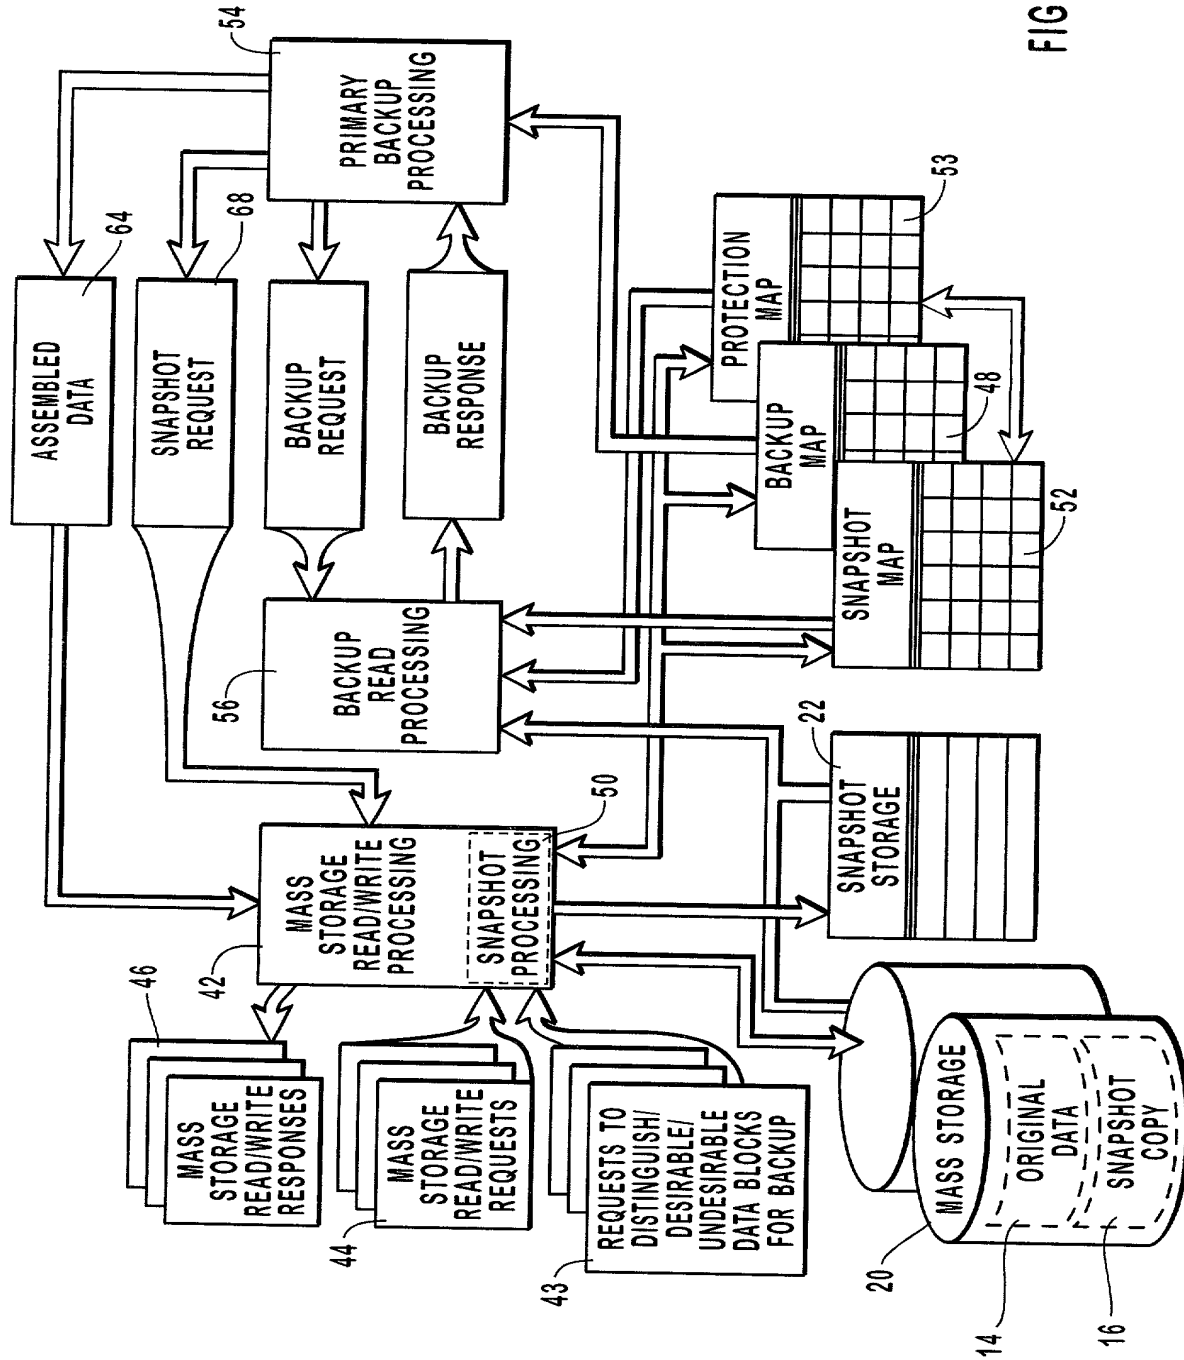 54
PRIMARY
BACKUP
PROCESSING
64
ASSEMBLED
DATA
68
SNAPSHOT
REQUEST
BACKUP
REQUEST
BACKUP
RESPONSE
56
BACKUP
READ
PROCESSING
42
MASS
STORAGE
READ/WRITE
PROCESSING
SNAPSHOT
PROCESSING
50
46
MASS
STORAGE
READ/WRITE
RESPONSES
44
MASS
STORAGE
READ/WRITE
REQUESTS
43
REQUESTS TO
DISTINGUISH/
DESIRABLE/
UNDESIRABLE
DATA BLOCKS
FOR BACKUP
PROTECTION
MAP
53
BACKUP
MAP
48
SNAPSHOT
MAP
52
SNAPSHOT
STORAGE
22
20
MASS STORAGE
14
ORIGINAL
DATA
16
SNAPSHOT
COPY
FIG